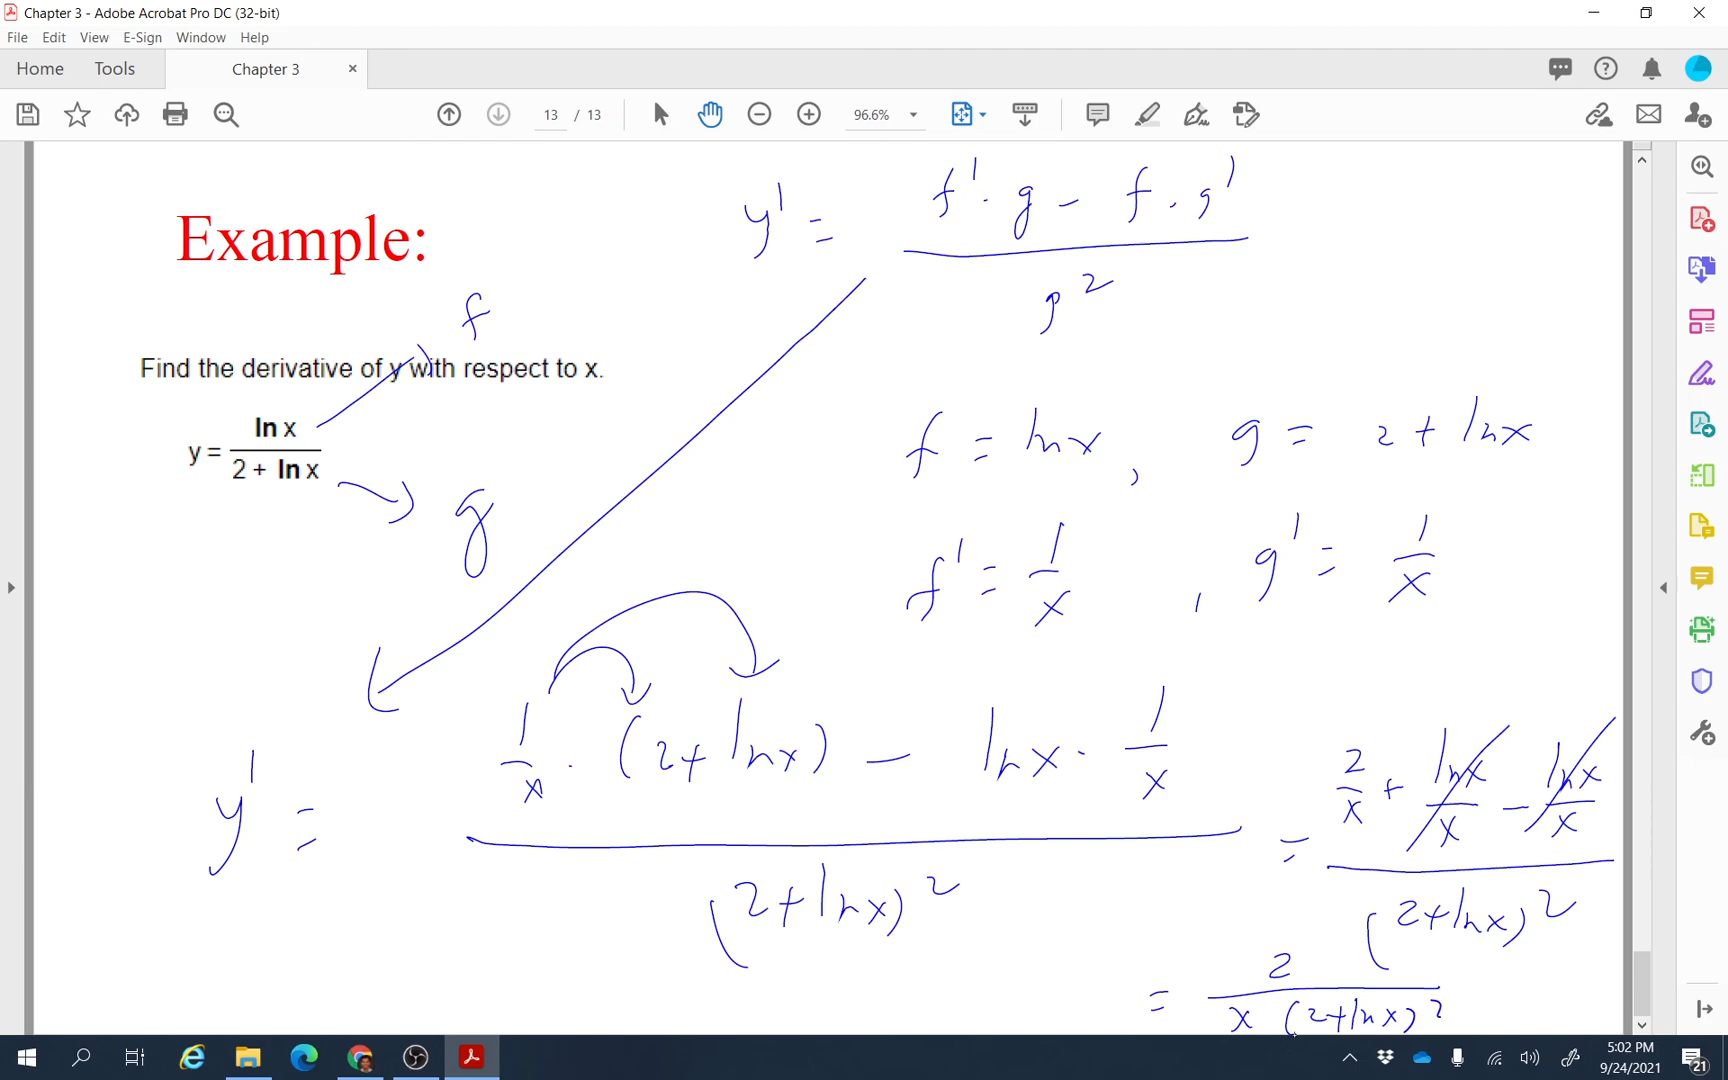 Chapter 3 - Adobe Acrobat Pro DC (32-bit)
File Edit View E-Sign Window Help
Home Tools Chapter 3
13 / 13 96.6%
y' = f' · g - f · g' / g²
Example:
f
Find the derivative of y with respect to x.
y = ln x / 2 + ln x
g
f = ln x , g = 2 + ln x
f' = 1/x , g' = 1/x
y' = 1/x · (2 + ln x) - ln x · 1/x / (2 + ln x)² = 2/x + ln x/x - ln x/x / (2 + ln x)²
= 2 / x (2 + ln x)²
5:02 PM
9/24/2021
21